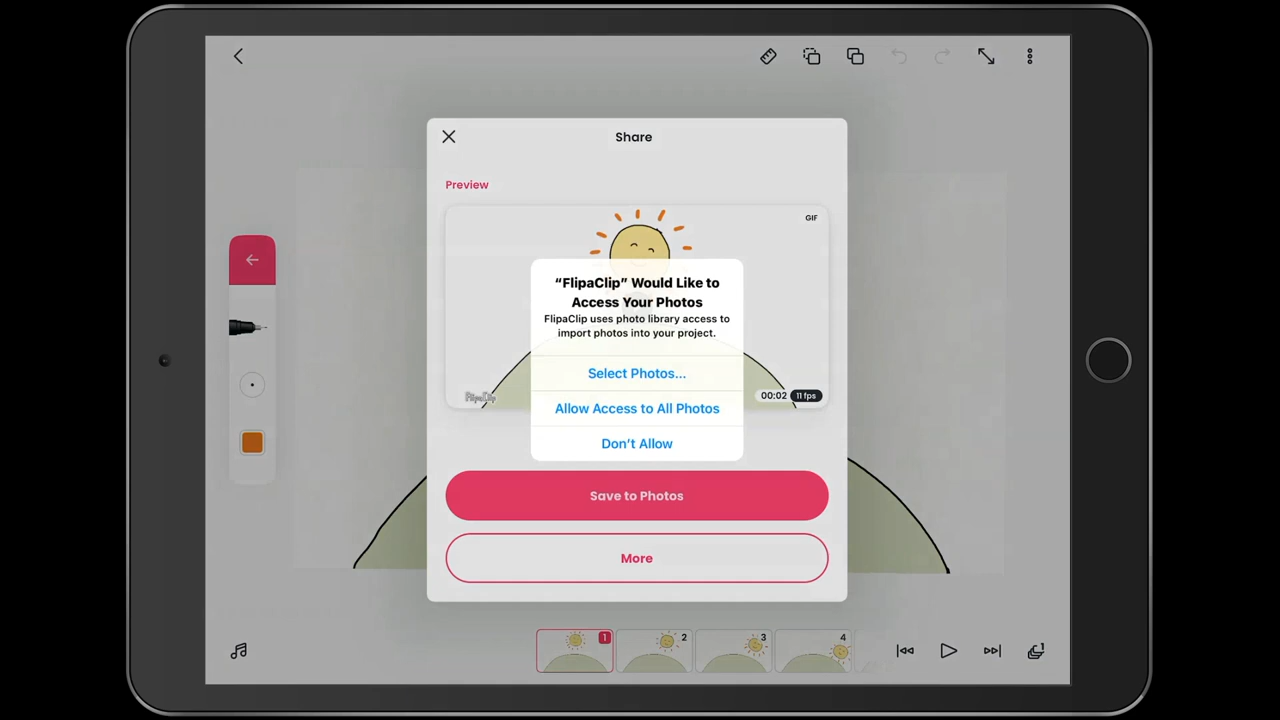 Share
Preview
GIF
“FlipaClip” Would Like to
Access Your Photos
FlipaClip uses photo library access to
import photos into your project.
Select Photos...
FlipaClip
00:02 11 fps
Allow Access to All Photos
Don’t Allow
Save to Photos
More
1
2
3
4
1